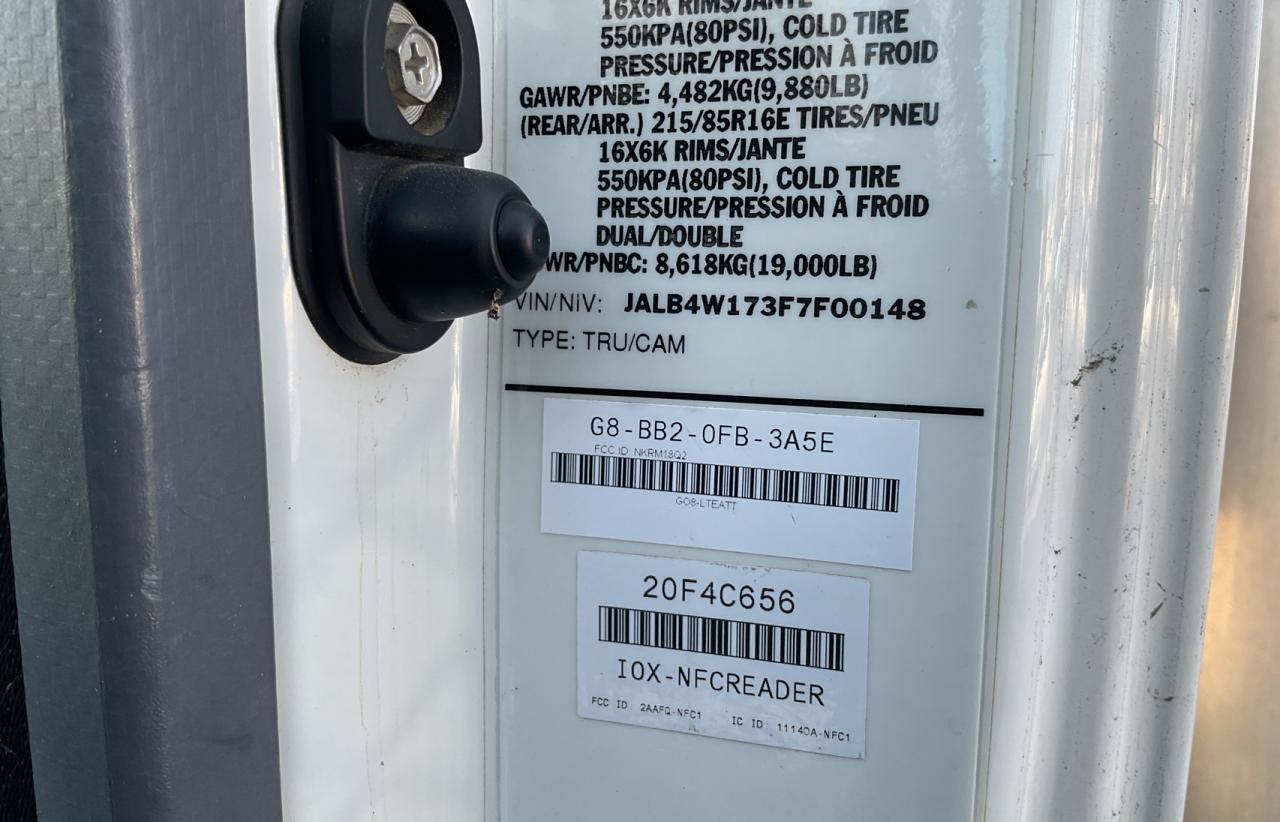 16X6K RIMS/JANTE
550KPA(80PSI), COLD TIRE
PRESSURE/PRESSION À FROID
GAWR/PNBE: 4,482KG(9,880LB)
(REAR/ARR.) 215/85R16E TIRES/PNEU
16X6K RIMS/JANTE
550KPA(80PSI), COLD TIRE
PRESSURE/PRESSION À FROID
DUAL/DOUBLE
WR/PNBC: 8,618KG(19,000LB)
VIN/NIV: JALB4W173F7F00148
TYPE: TRU/CAM
G8-BB2-0FB-3A5E
FCC ID NKRM18Q2
GO8-LTEATT
20F4C656
IOX-NFCREADER
FCC ID 2AAFQ-NFC1 IC ID 11140A-NFC1